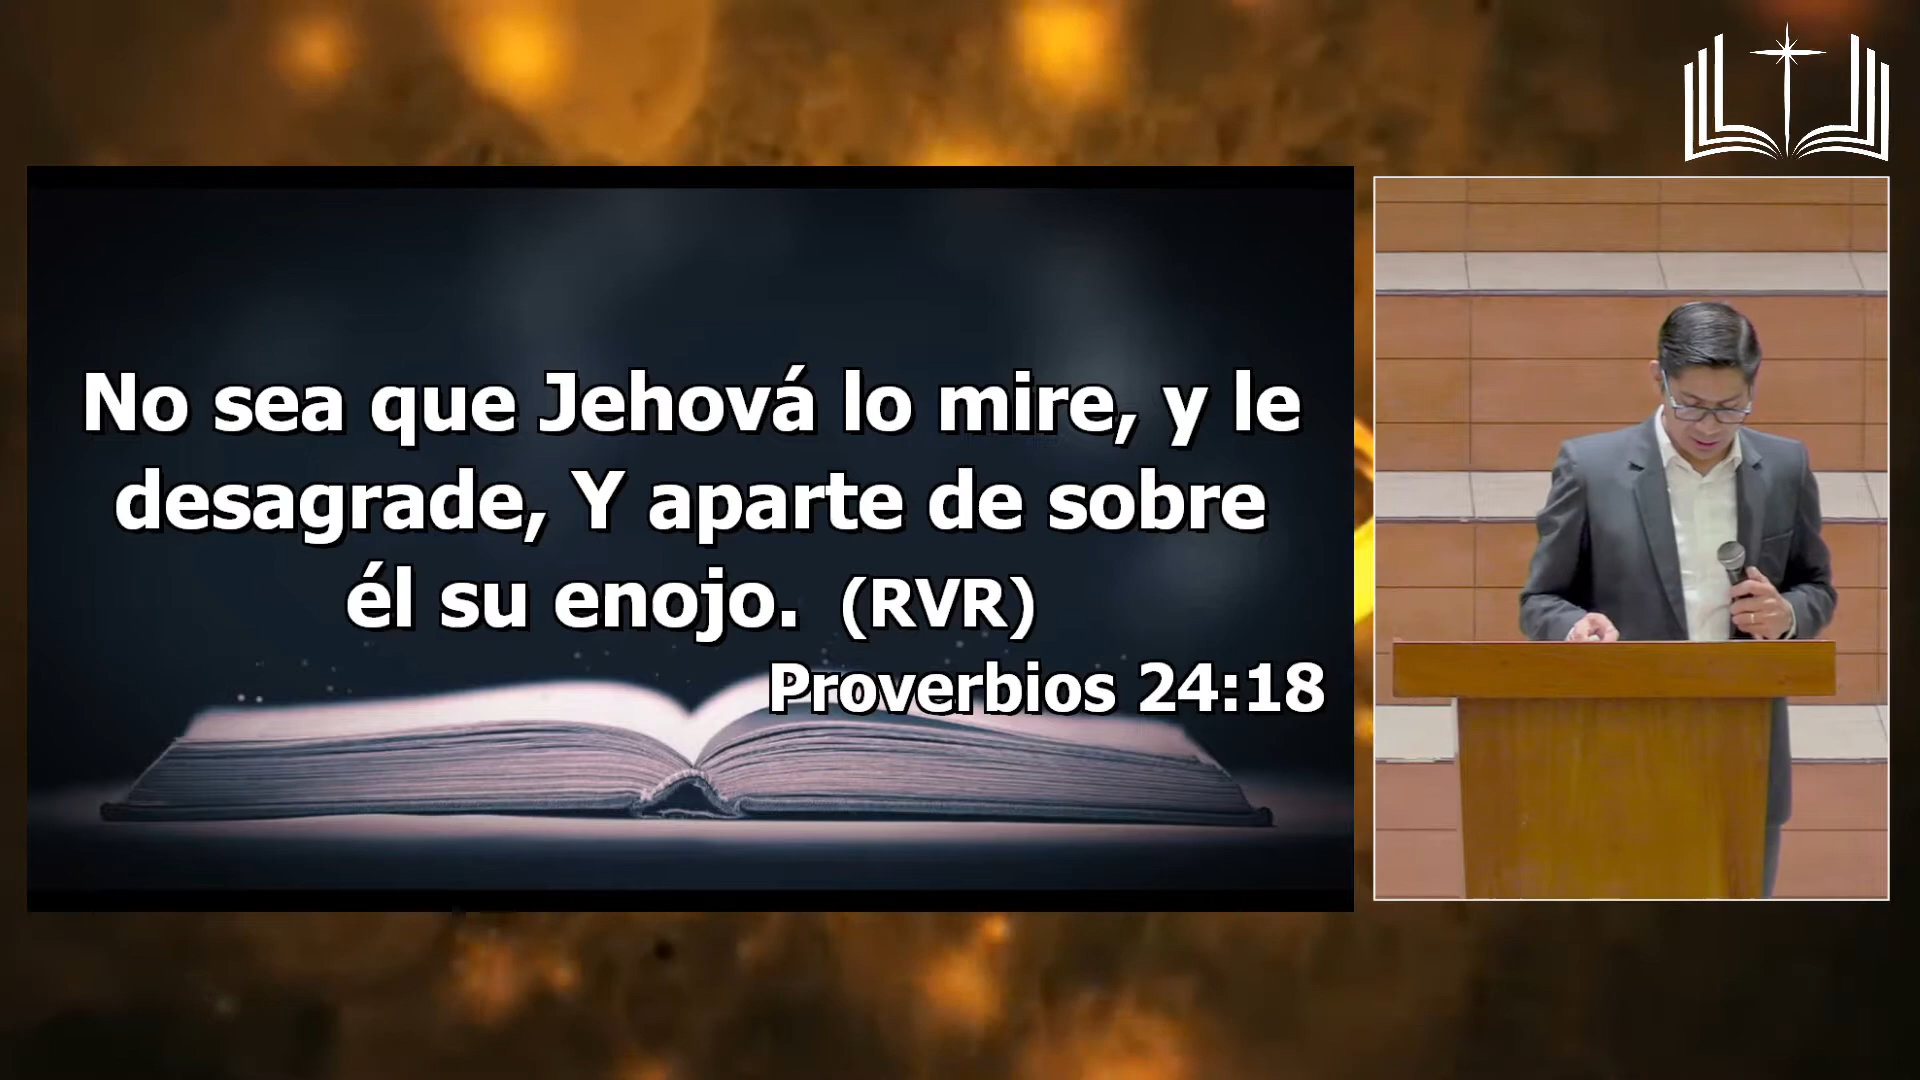 No sea que Jehová lo mire, y le
desagrade, Y aparte de sobre
él su enojo. (RVR)
Proverbios 24:18